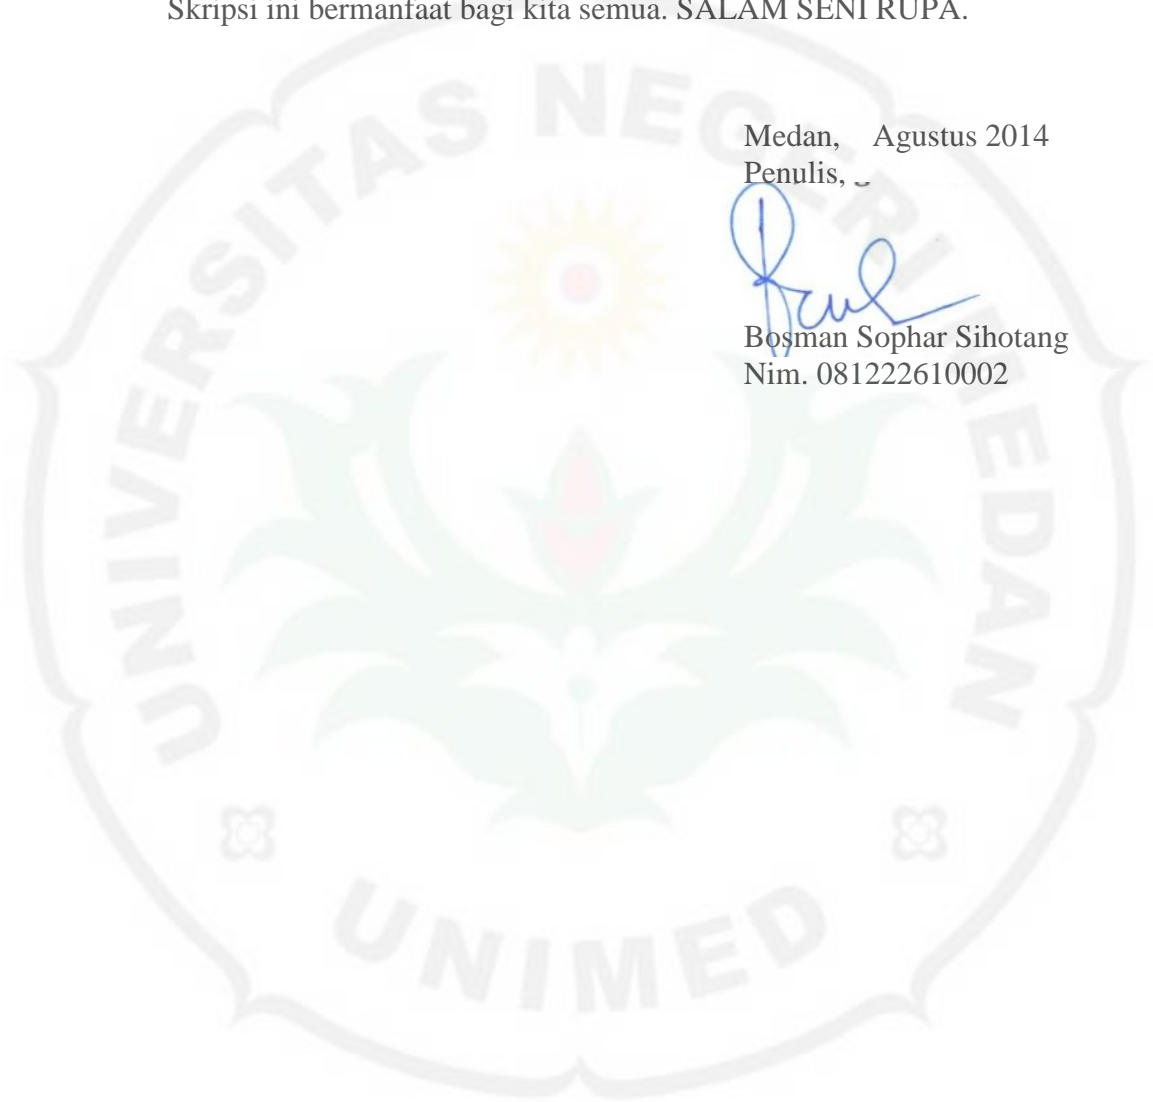 Skripsi ini bermanfaat bagi kita semua. SALAM SENI RUPA.
Medan, Agustus 2014
Penulis,
Bosman Sophar Sihotang
Nim. 081222610002
UNIVERSITAS NEGERI MEDAN
UNIMED